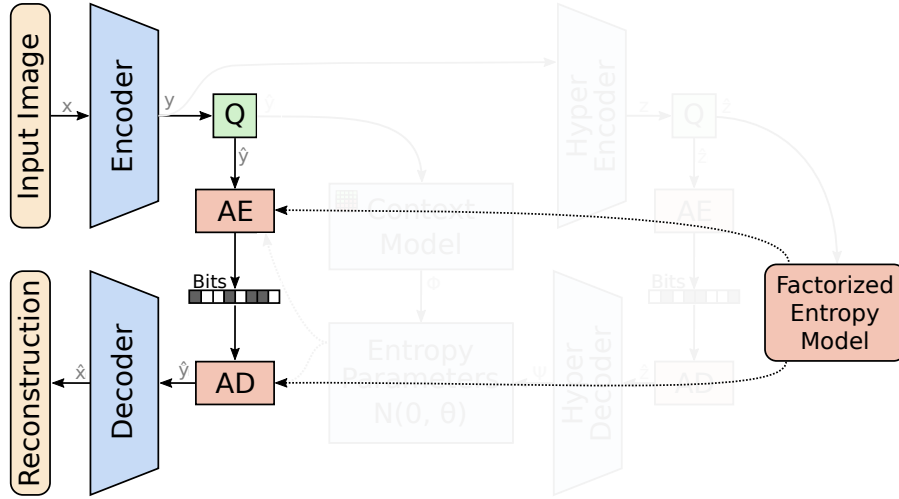 Input Image
x
Encoder
y
Q
ŷ
ŷ
AE
Bits
AD
ŷ
Decoder
x̂
Reconstruction
Context
Model
Φ
Entropy
Parameters
N(0, θ)
Ψ
Hyper
Encoder
z
Q
ẑ
ẑ
AE
Bits
AD
ẑ
Hyper
Decoder
Factorized
Entropy
Model